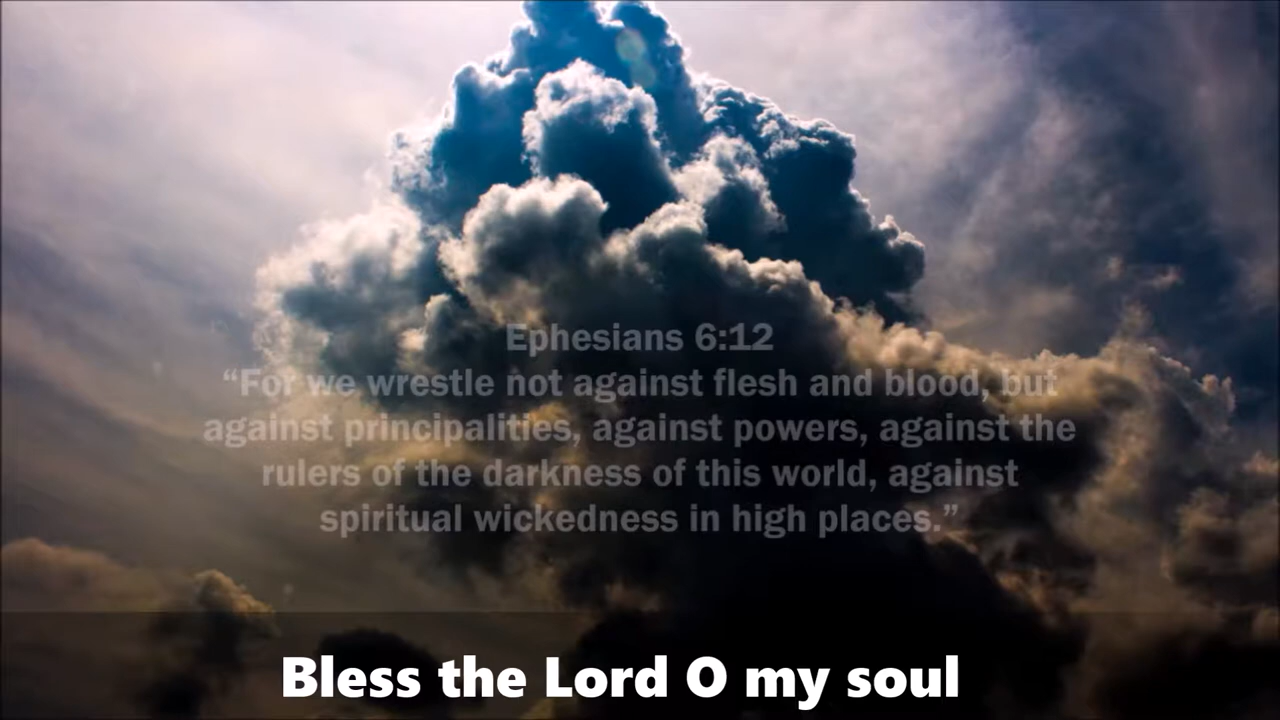 Ephesians 6:12
“For we wrestle not against flesh and blood, but
against principalities, against powers, against the
rulers of the darkness of this world, against
spiritual wickedness in high places.”
Bless the Lord O my soul